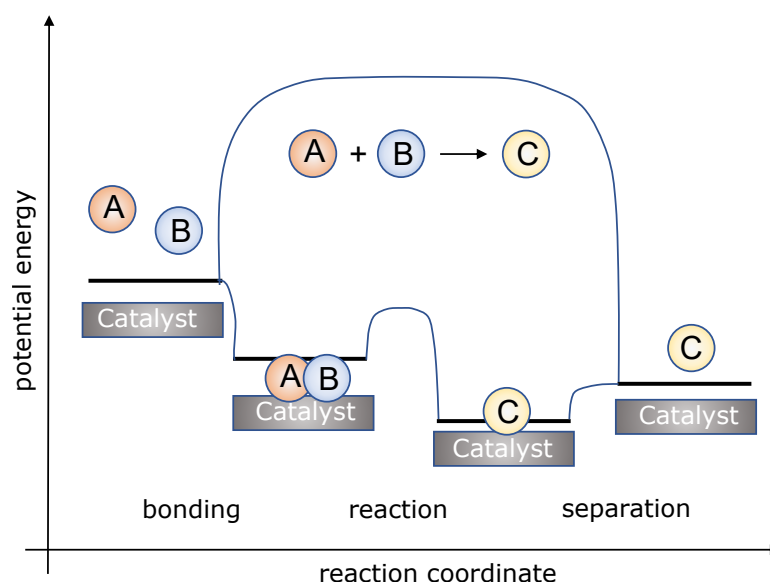 A + B → C
A
B
Catalyst
A B
Catalyst
C
Catalyst
C
Catalyst
bonding reaction separation
potential energy
reaction coordinate